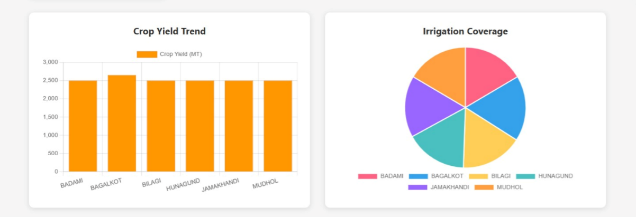 Crop Yield Trend
Crop Yield (MT)
3,000
2,500
2,000
1,500
1,000
500
0
BADAMI
BAGALKOT
BILAGI
HUNAGUND
JAMAKHANDI
MUDHOL
Irrigation Coverage
BADAMI BAGALKOT BILAGI HUNAGUND
JAMAKHANDI MUDHOL